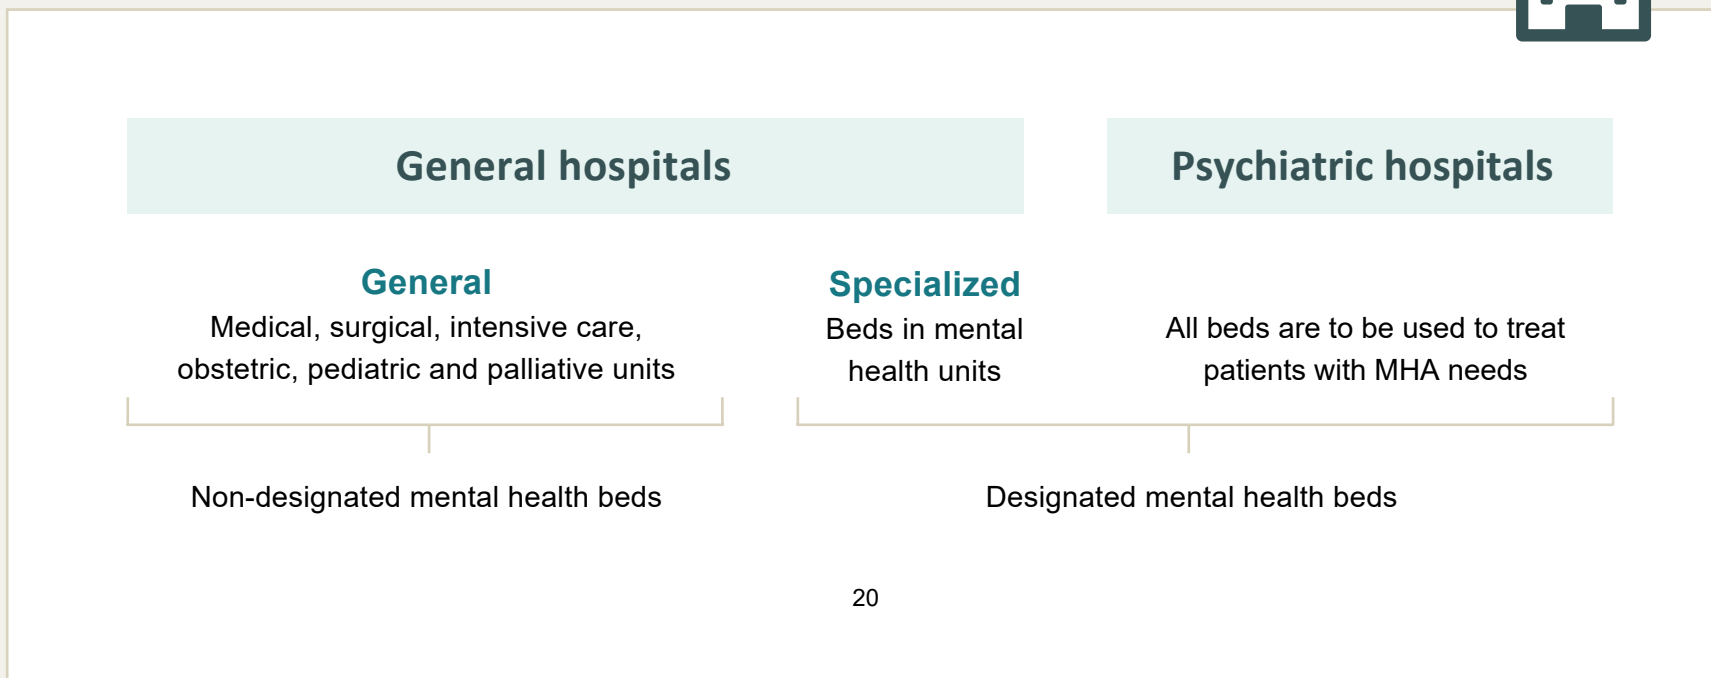 General hospitals
Psychiatric hospitals
General
Medical, surgical, intensive care,
obstetric, pediatric and palliative units
Specialized
Beds in mental
health units
All beds are to be used to treat
patients with MHA needs
Non-designated mental health beds
Designated mental health beds
20